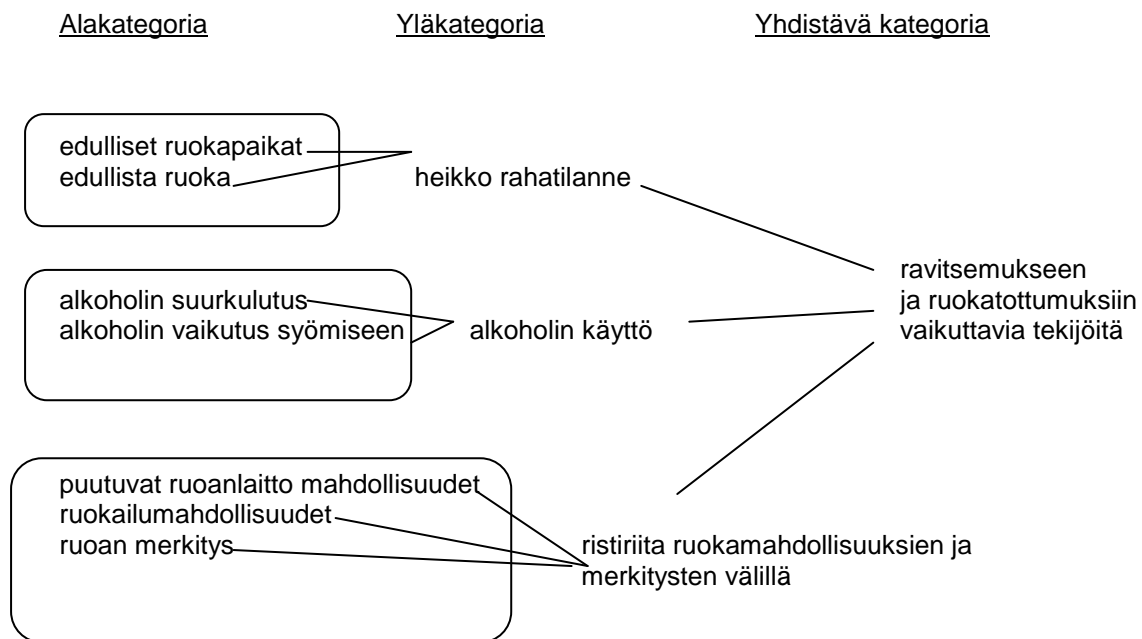 Alakategoria Yläkategoria Yhdistävä kategoria
edulliset ruokapaikat
edullista ruoka
heikko rahatilanne
alkoholin suurkulutus
alkoholin vaikutus syömiseen
alkoholin käyttö
ravitsemukseen
ja ruokatottumuksiin
vaikuttavia tekijöitä
puutuvat ruoanlaitto mahdollisuudet
ruokailumahdollisuudet
ruoan merkitys
ristiriita ruokamahdollisuuksien ja
merkitysten välillä